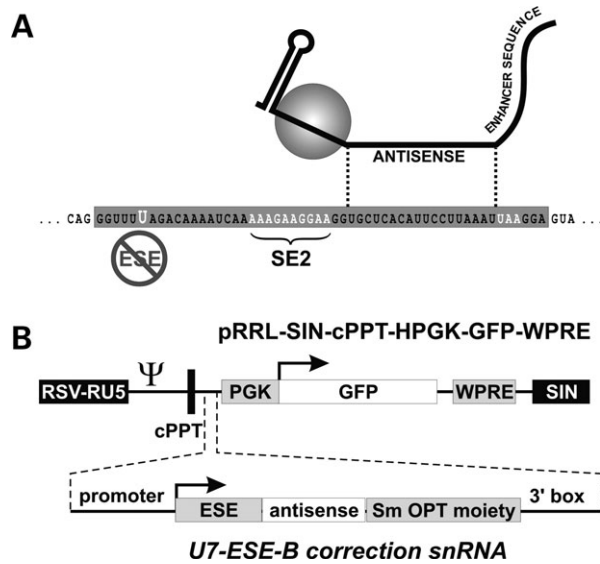 A
ENHANCER SEQUENCE
ANTISENSE
... CAG GGUUUUAGACAAAAUCAAAAAGAAGGAAGGUGCUCACAUUCCUUAAAUUAAGGA GUA ...
ESE
SE2
B
pRRL-SIN-cPPT-HPGK-GFP-WPRE
RSV-RU5 Ψ PGK GFP WPRE SIN
cPPT
promoter ESE antisense Sm OPT moiety 3' box
U7-ESE-B correction snRNA